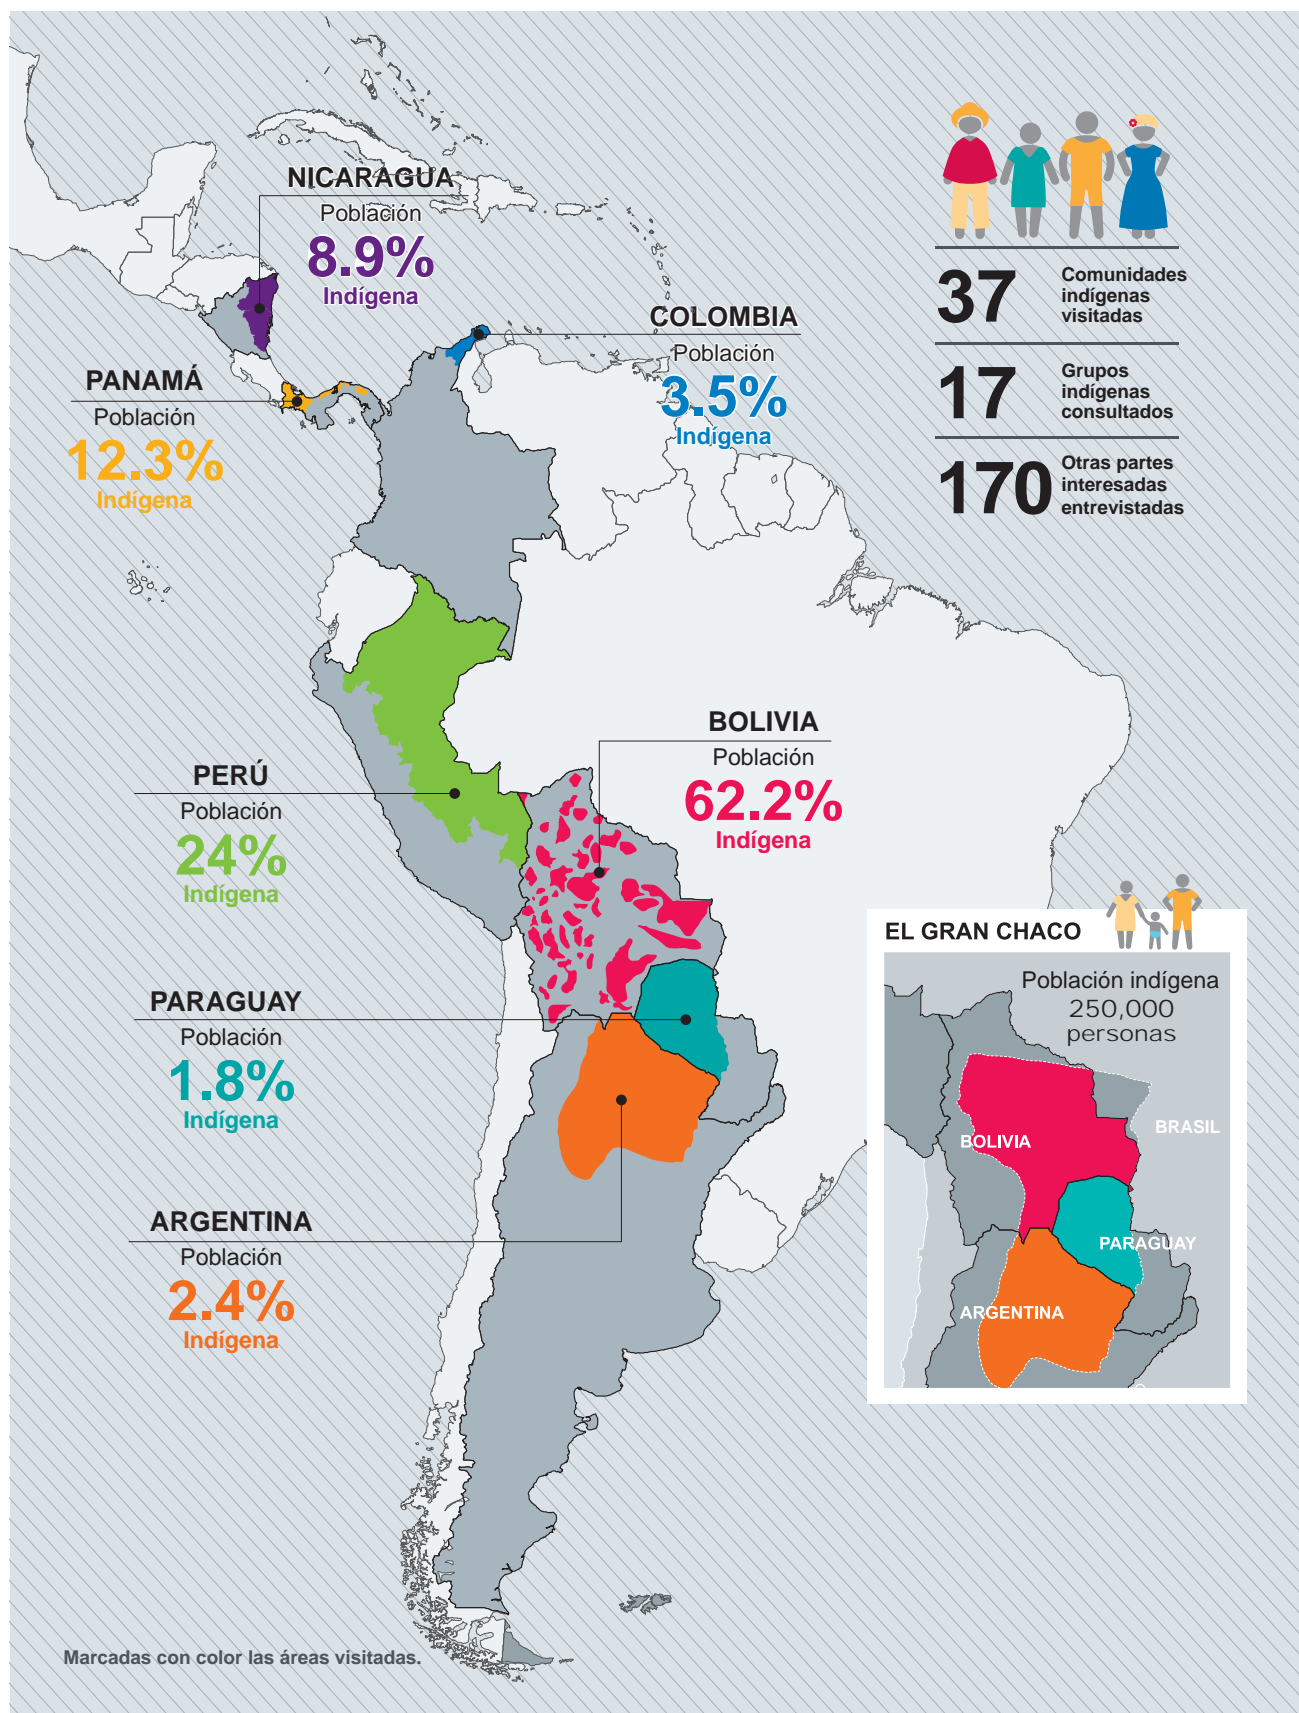 NICARAGUA
Población
8.9%
Indígena
COLOMBIA
Población
3.5%
Indígena
PANAMÁ
Población
12.3%
Indígena
37
Comunidades
indígenas
visitadas
17
Grupos
indígenas
consultados
170
Otras partes
interesadas
entrevistadas
BOLIVIA
Población
62.2%
Indígena
PERÚ
Población
24%
Indígena
PARAGUAY
Población
1.8%
Indígena
ARGENTINA
Población
2.4%
Indígena
EL GRAN CHACO
Población indígena
250,000
personas
BRASIL
BOLIVIA
PARAGUAY
ARGENTINA
Marcadas con color las áreas visitadas.